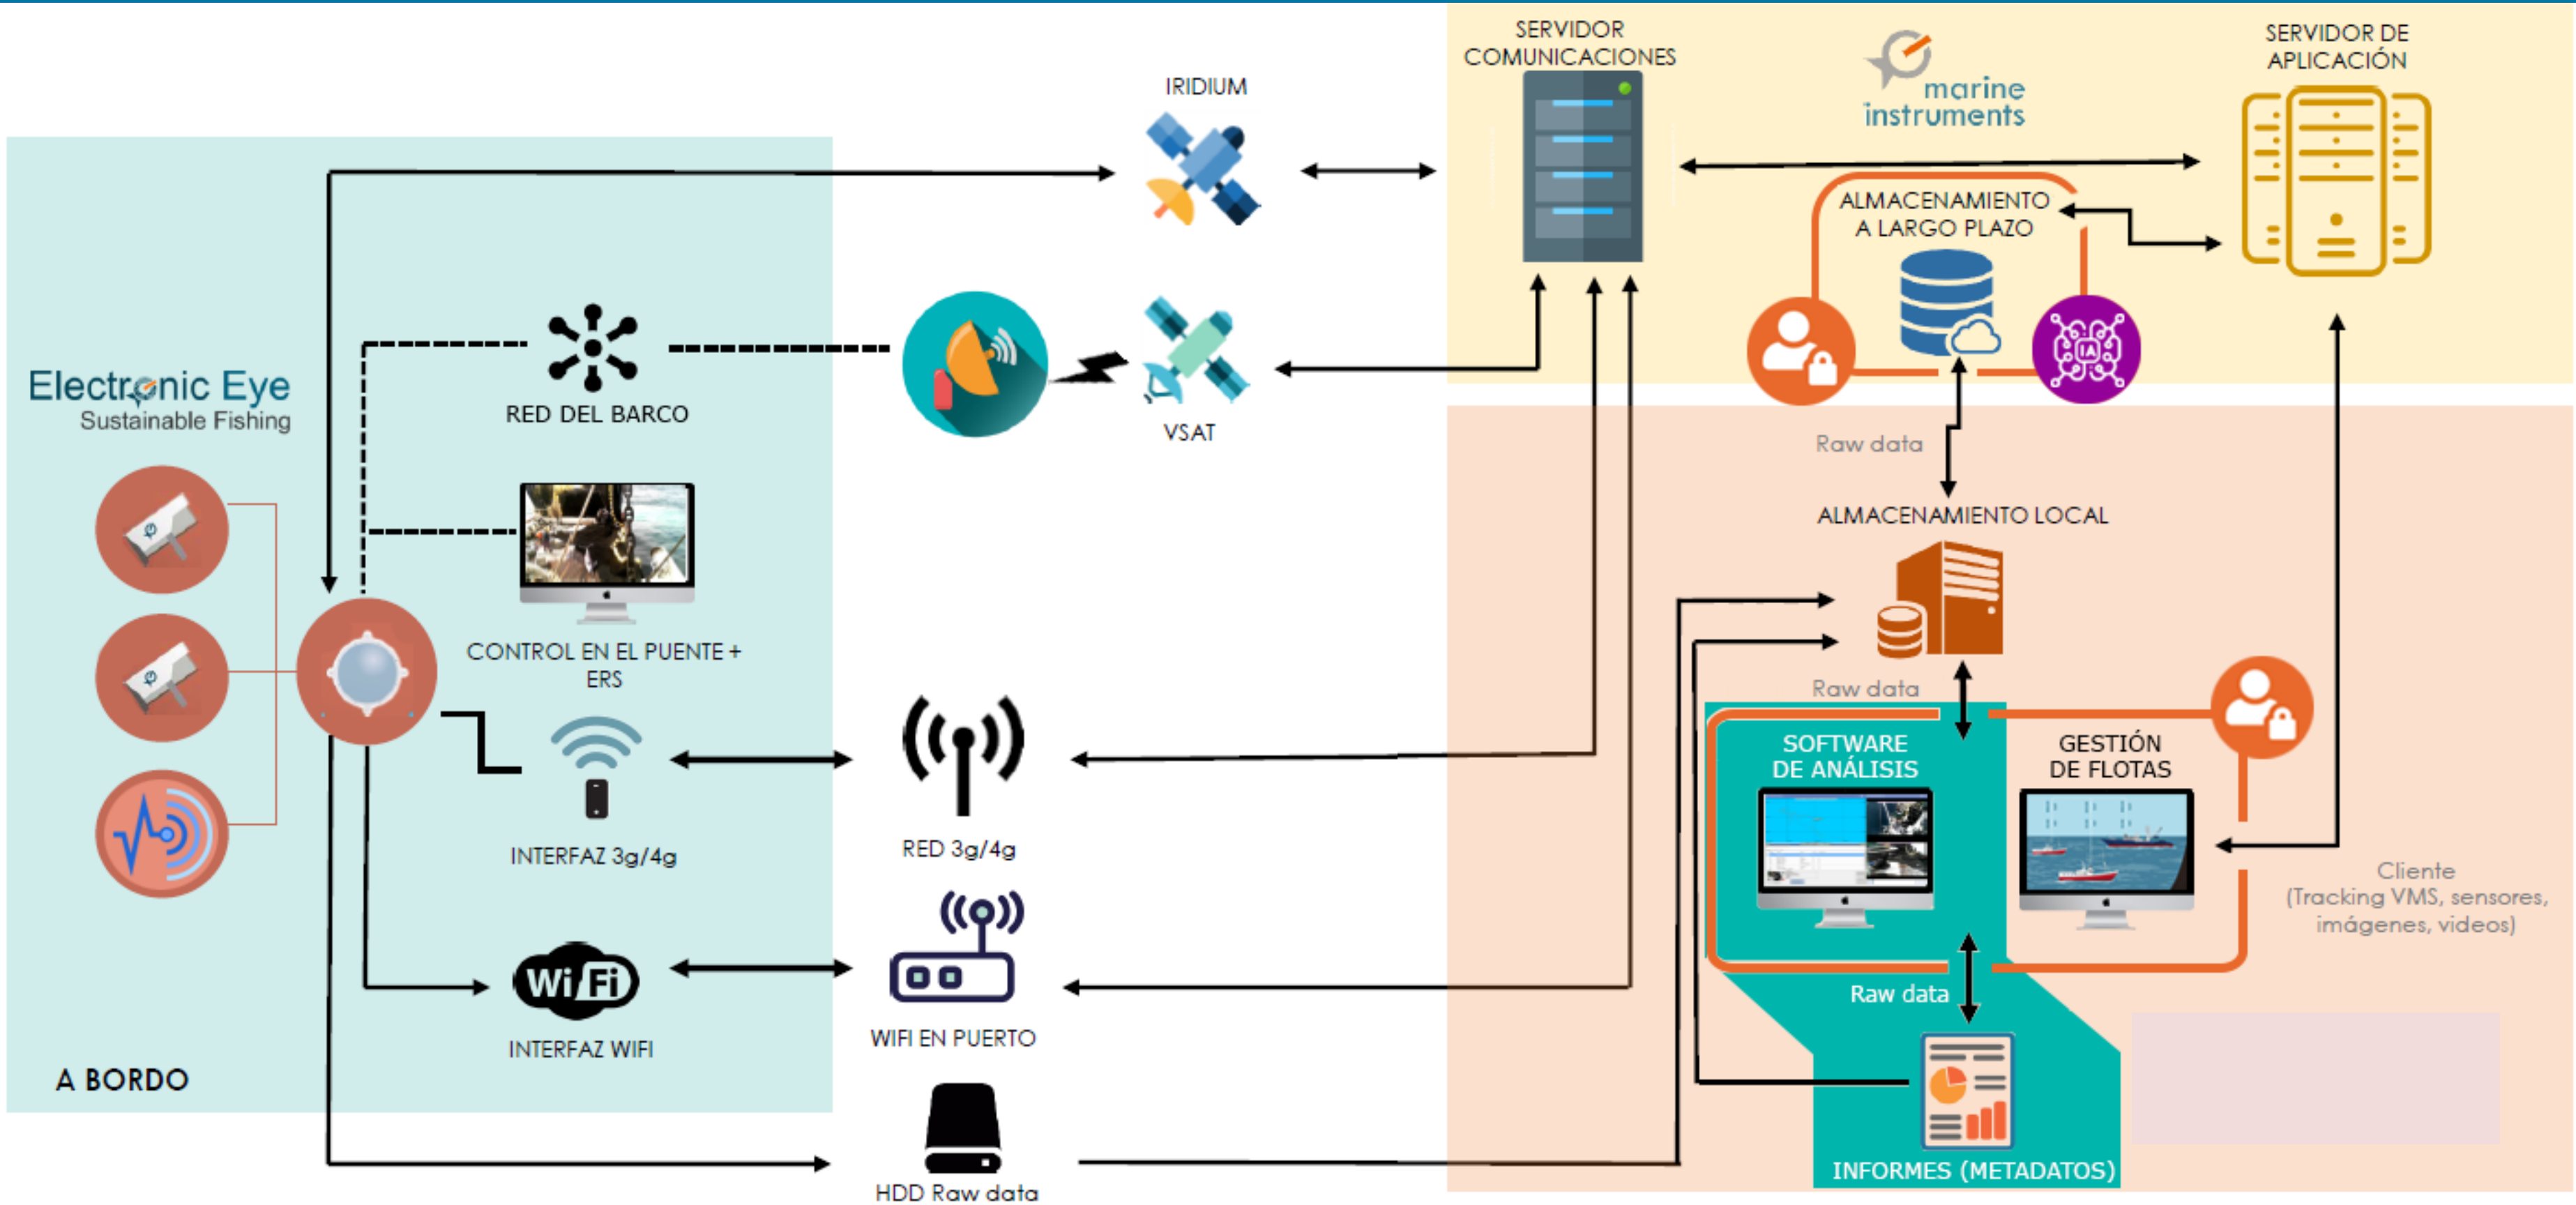 SERVIDOR
COMUNICACIONES
SERVIDOR DE
APLICACIÓN
marine
instruments
IRIDIUM
ALMACENAMIENTO
A LARGO PLAZO
IA
Electronic Eye
Sustainable Fishing
RED DEL BARCO
VSAT
Raw data
ALMACENAMIENTO LOCAL
CONTROL EN EL PUENTE +
ERS
Raw data
SOFTWARE
DE ANÁLISIS
GESTIÓN
DE FLOTAS
INTERFAZ 3g/4g
RED 3g/4g
Cliente
(Tracking VMS, sensores,
imágenes, videos)
WiFi
INTERFAZ WIFI
WIFI EN PUERTO
Raw data
A BORDO
HDD Raw data
INFORMES (METADATOS)